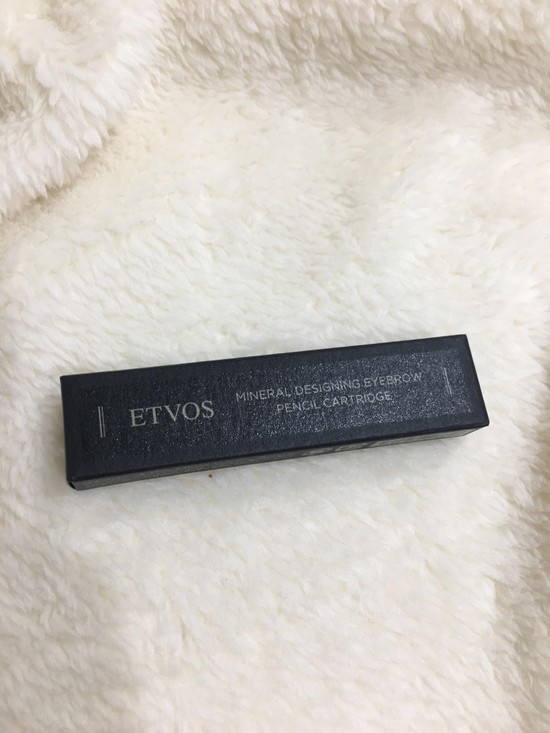 ETVOS
MINERAL DESIGNING EYEBROW
PENCIL CARTRIDGE